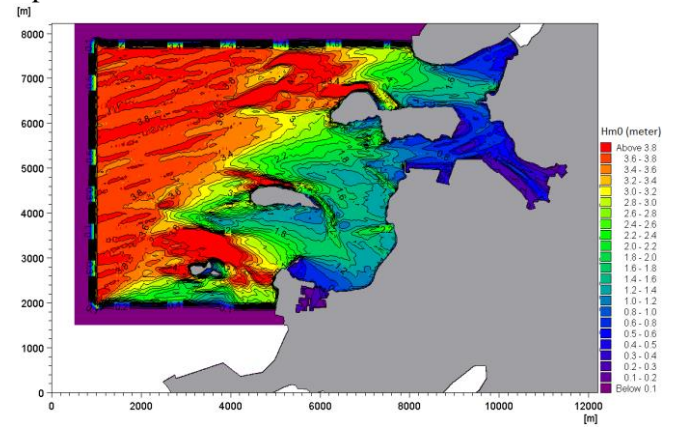 [m]
8000
7000
6000
5000
4000
3000
2000
1000
0
0
2000
4000
6000
8000
10000
12000
[m]
Hm0 (meter)
Above 3.8
3.6 - 3.8
3.4 - 3.6
3.2 - 3.4
3.0 - 3.2
2.8 - 3.0
2.6 - 2.8
2.4 - 2.6
2.2 - 2.4
2.0 - 2.2
1.8 - 2.0
1.6 - 1.8
1.4 - 1.6
1.2 - 1.4
1.0 - 1.2
0.8 - 1.0
0.6 - 0.8
0.5 - 0.6
0.4 - 0.5
0.3 - 0.4
0.2 - 0.3
0.1 - 0.2
Below 0.1